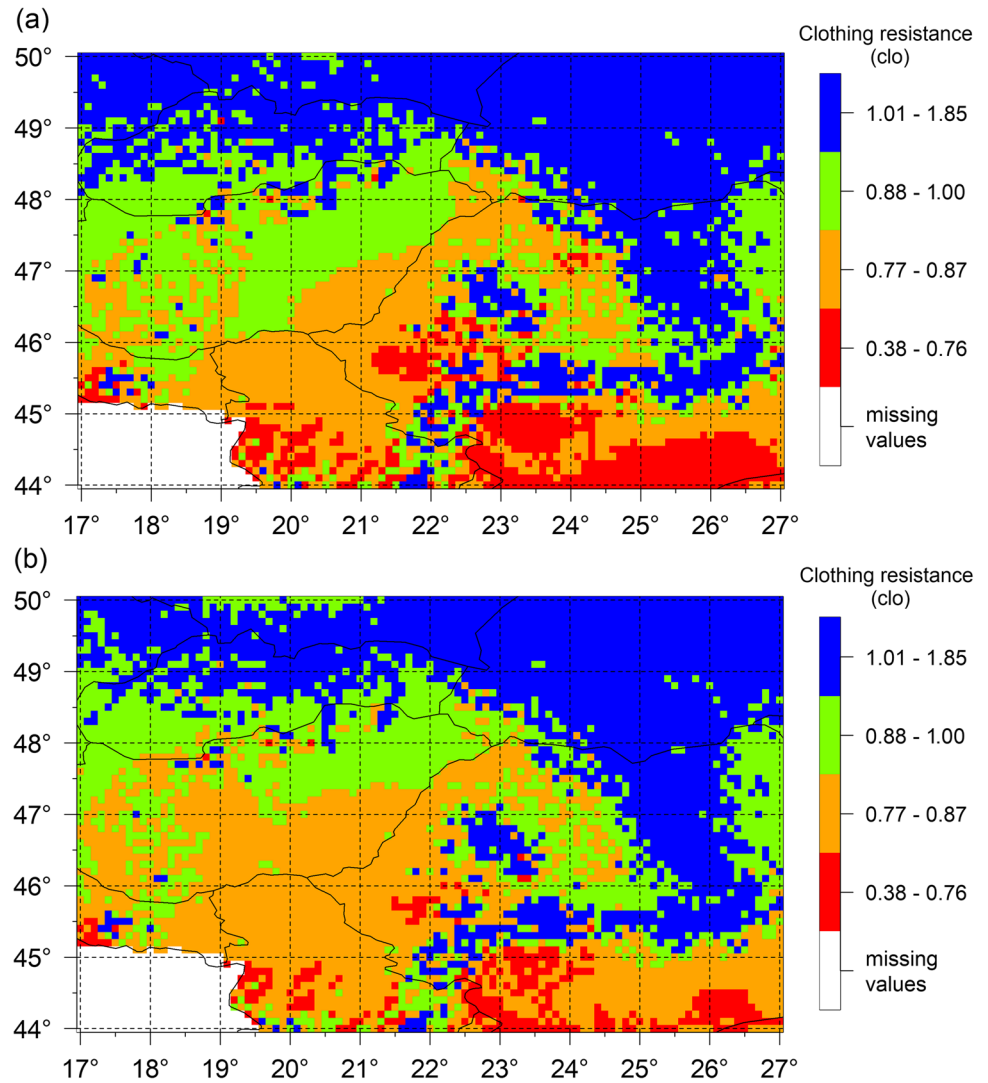 (a)
Clothing resistance
(clo)
50°
49°
48°
47°
46°
45°
44°
17° 18° 19° 20° 21° 22° 23° 24° 25° 26° 27°
1.01 - 1.85
0.88 - 1.00
0.77 - 0.87
0.38 - 0.76
missing
values
(b)
Clothing resistance
(clo)
50°
49°
48°
47°
46°
45°
44°
17° 18° 19° 20° 21° 22° 23° 24° 25° 26° 27°
1.01 - 1.85
0.88 - 1.00
0.77 - 0.87
0.38 - 0.76
missing
values